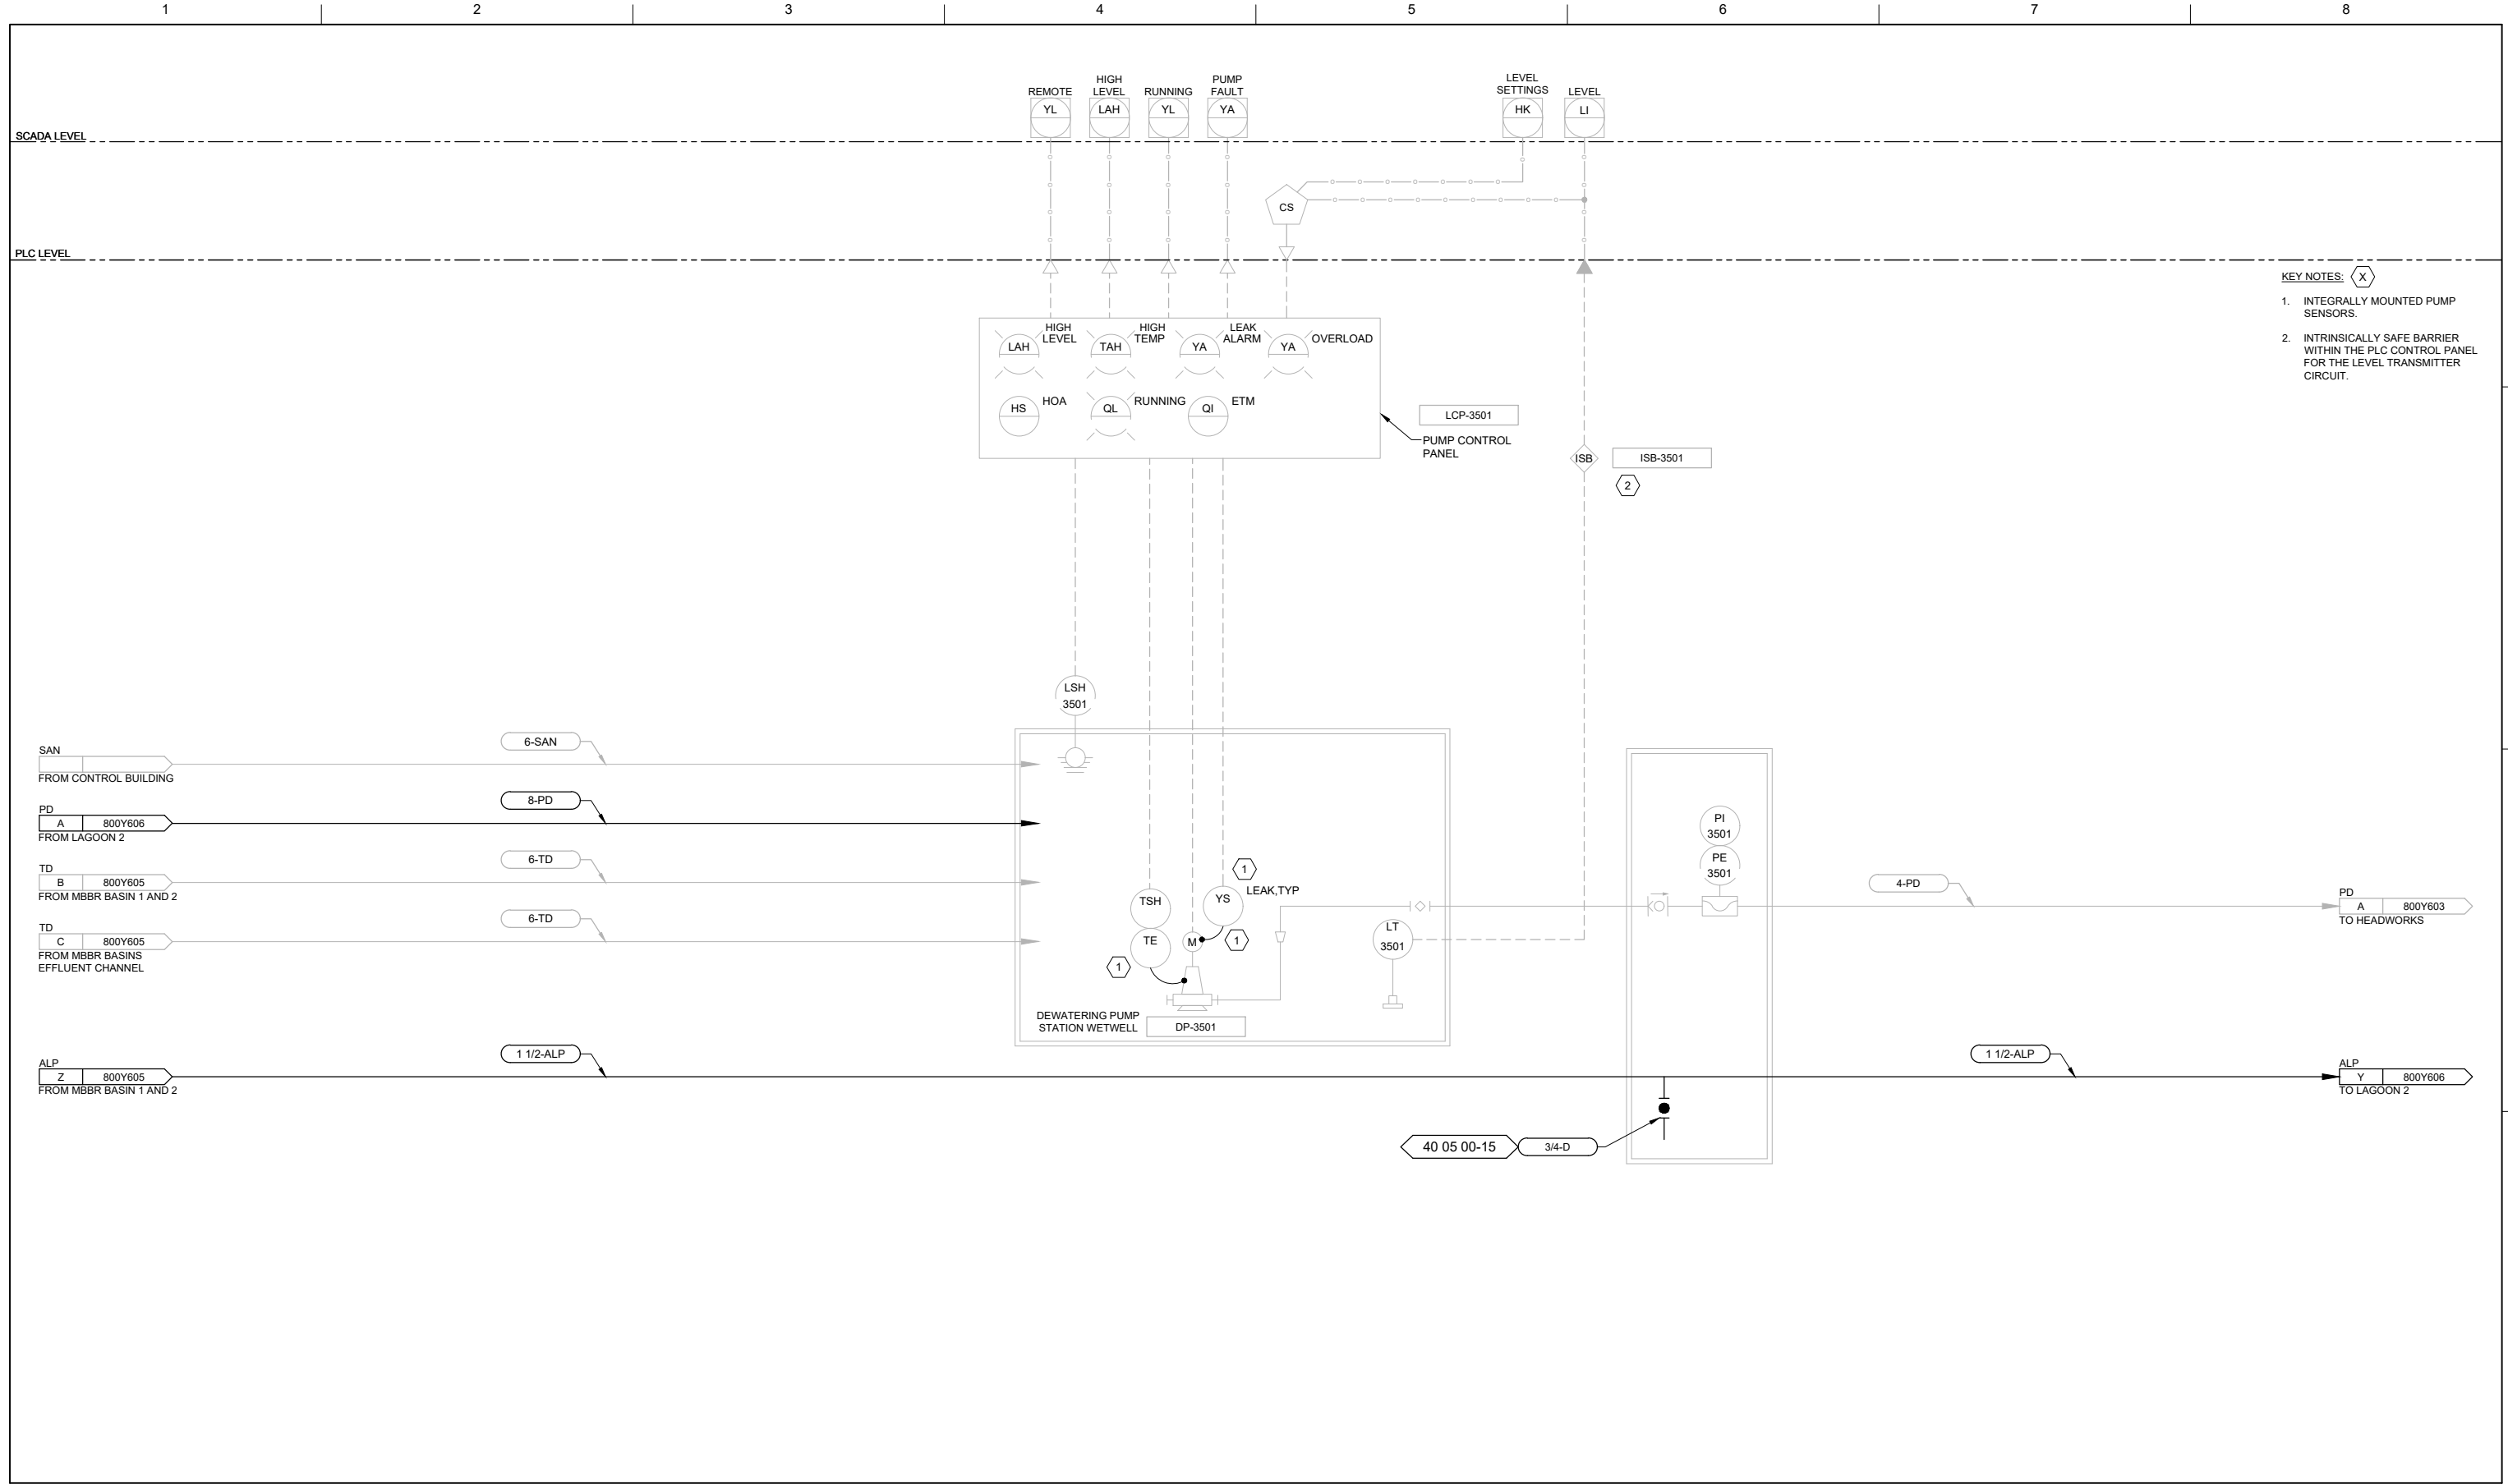 1 2 3 4 5 6 7 8
REMOTE
YL
HIGH
LEVEL
LAH
RUNNING
YL
PUMP
FAULT
YA
LEVEL
SETTINGS
HK
LEVEL
LI
SCADA LEVEL
CS
PLC LEVEL
KEY NOTES: X
1. INTEGRALLY MOUNTED PUMP
SENSORS.
2. INTRINSICALLY SAFE BARRIER
WITHIN THE PLC CONTROL PANEL
FOR THE LEVEL TRANSMITTER
CIRCUIT.
LAH
HIGH
LEVEL
TAH
HIGH
TEMP
YA
LEAK
ALARM
YA
OVERLOAD
HS
HOA
QL
RUNNING
QI
ETM
LCP-3501
PUMP CONTROL
PANEL
ISB
ISB-3501
2
LSH
3501
SAN
FROM CONTROL BUILDING
6-SAN
PD
A 800Y606
FROM LAGOON 2
8-PD
TD
B 800Y605
FROM MBBR BASIN 1 AND 2
6-TD
TD
C 800Y605
FROM MBBR BASINS
EFFLUENT CHANNEL
6-TD
TSH
TE
1
M
YS
1
LEAK,TYP
1
LT
3501
DEWATERING PUMP
STATION WETWELL
DP-3501
PI
3501
PE
3501
4-PD
PD
A 800Y603
TO HEADWORKS
ALP
Z 800Y605
FROM MBBR BASIN 1 AND 2
1 1/2-ALP
1 1/2-ALP
ALP
Y 800Y606
TO LAGOON 2
40 05 00-15
3/4-D